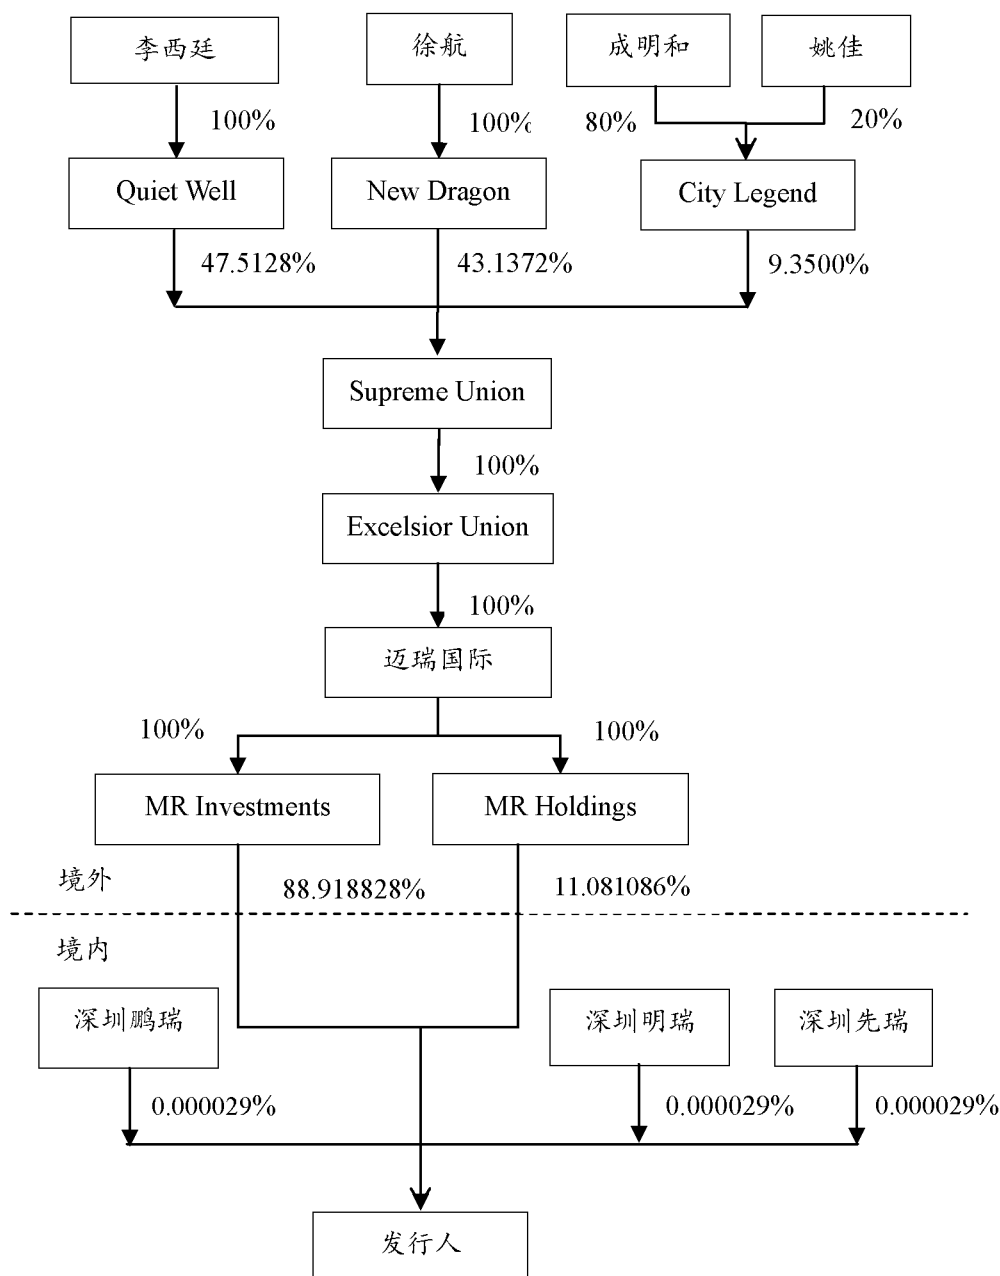 李西廷
徐航
成明和
姚佳
100%
100%
80%
20%
Quiet Well
New Dragon
City Legend
47.5128%
43.1372%
9.3500%
Supreme Union
100%
Excelsior Union
100%
迈瑞国际
100%
100%
MR Investments
MR Holdings
境外
88.918828%
11.081086%
境内
深圳鹏瑞
深圳明瑞
深圳先瑞
0.000029%
0.000029%
0.000029%
发行人